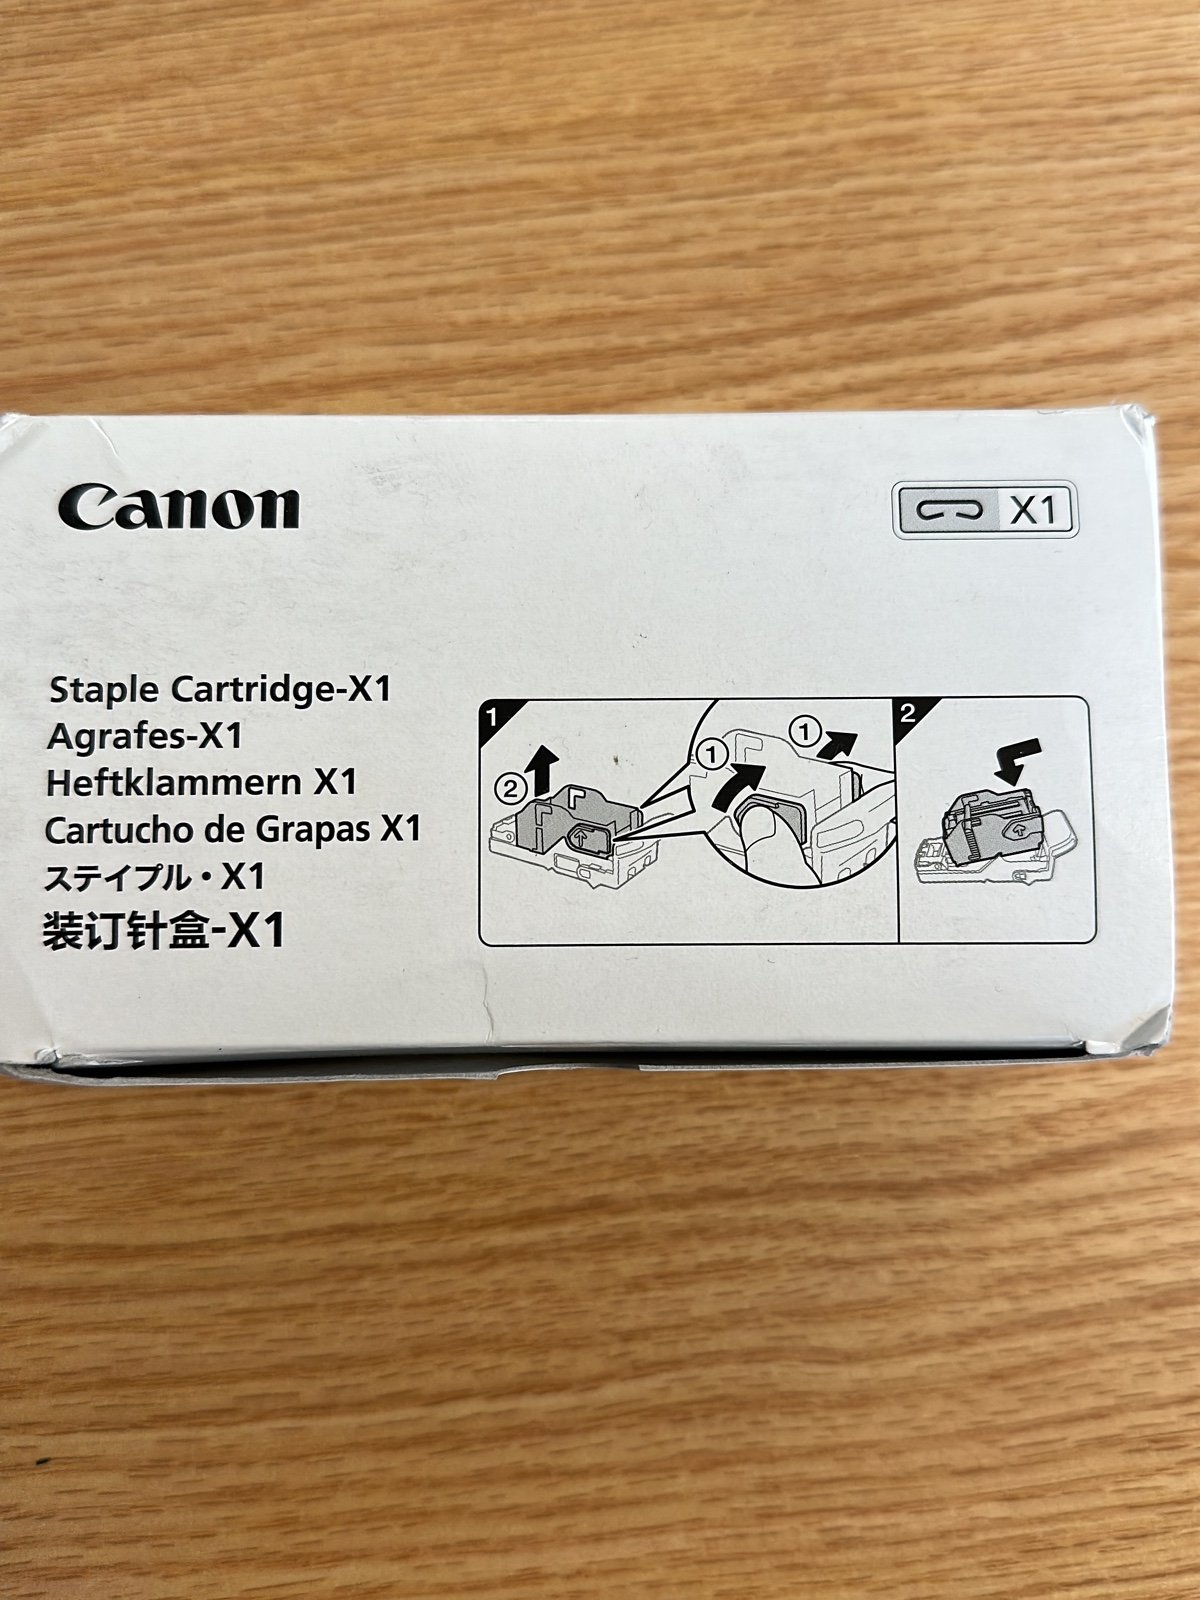 Canon
X1
Staple Cartridge-X1
Agrafes-X1
Heftklammern X1
Cartucho de Grapas X1
ステイプル・X1
装订针盒-X1
1
2
1
1
2